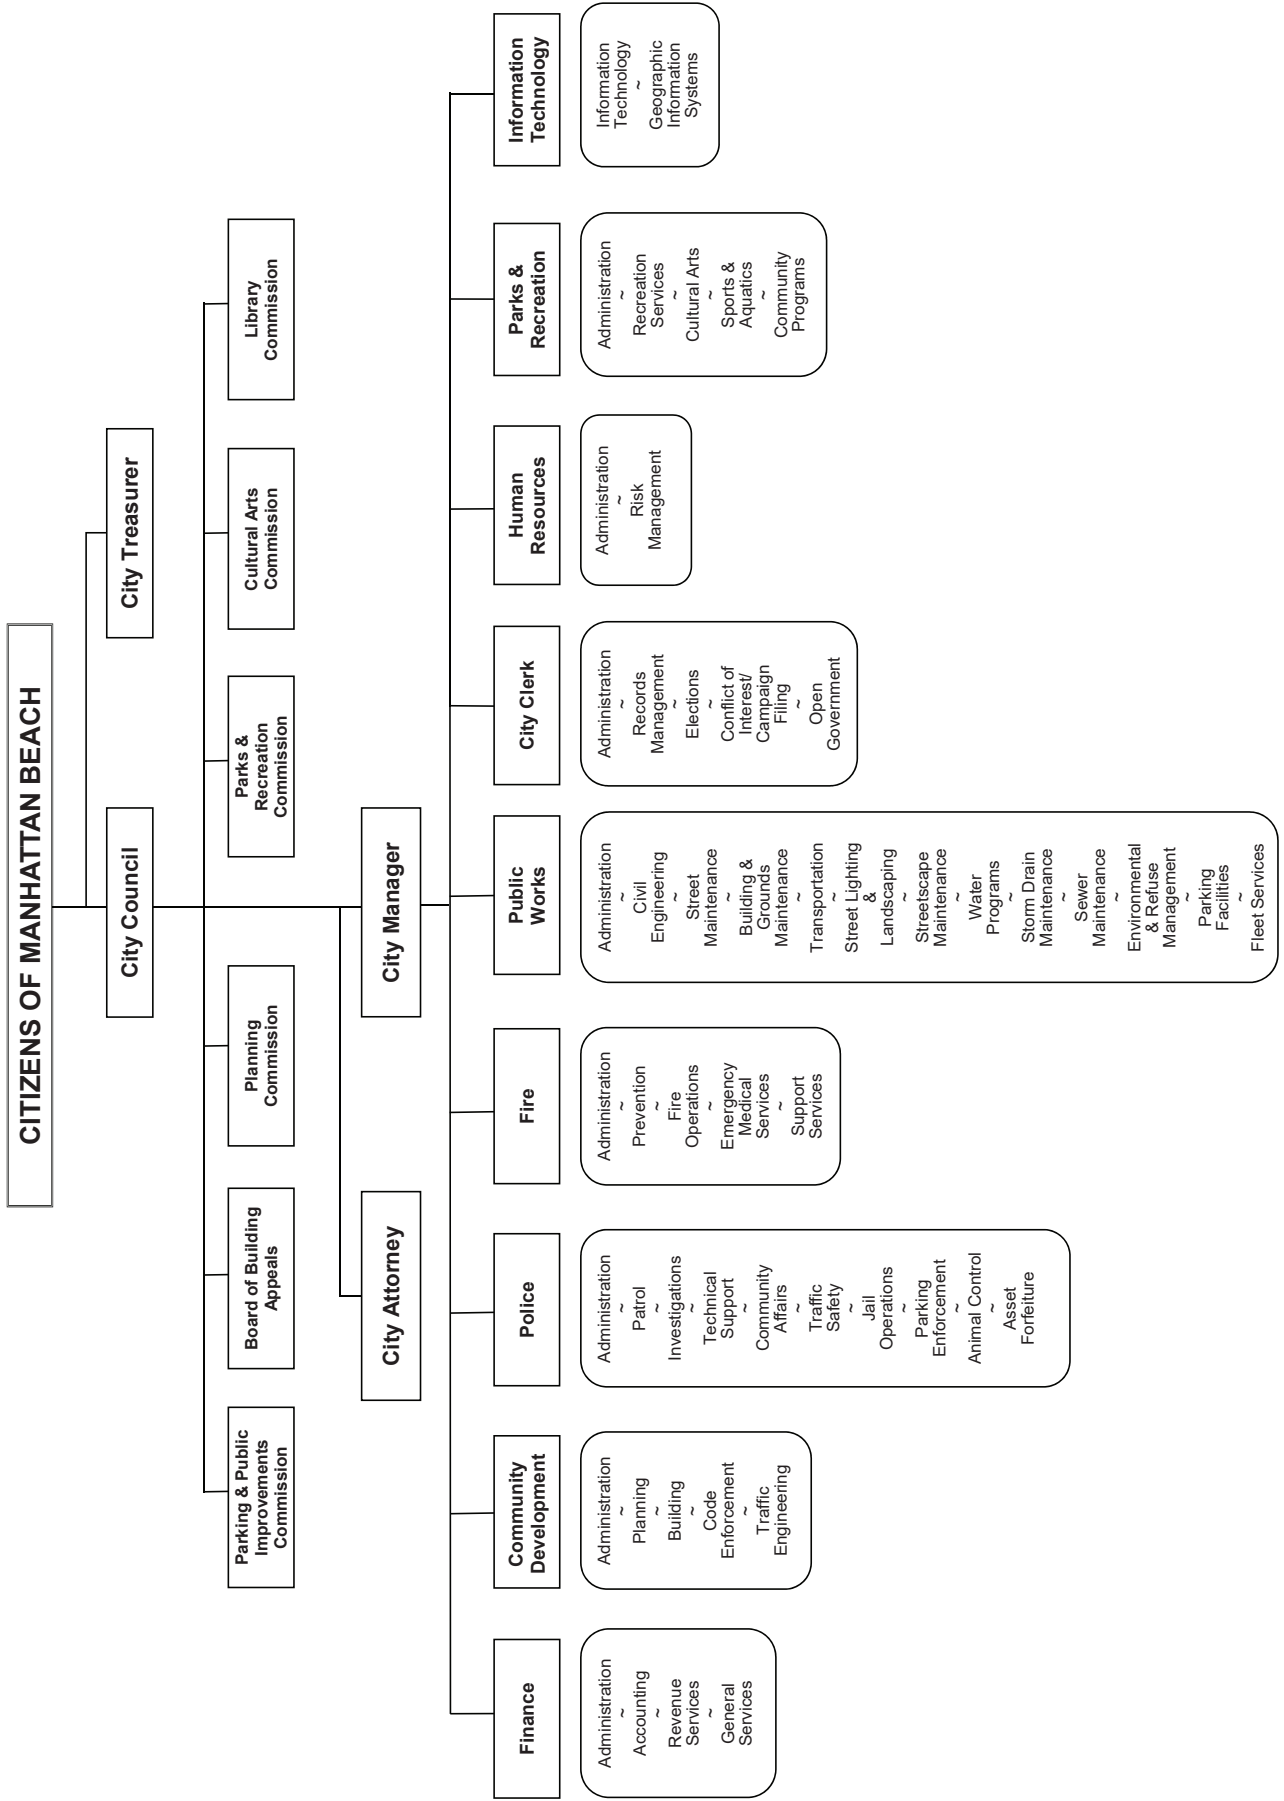 CITIZENS OF MANHATTAN BEACH
City Council
City Treasurer
Parking & Public
Improvements
Commission
Board of Building
Appeals
Planning
Commission
Parks &
Recreation
Commission
Cultural Arts
Commission
Library
Commission
City Attorney
City Manager
Finance
Administration
~
Accounting
~
Revenue
Services
~
General
Services
Community
Development
Administration
~
Planning
~
Building
~
Code
Enforcement
~
Traffic
Engineering
Police
Administration
~
Patrol
~
Investigations
~
Technical
Support
~
Community
Affairs
~
Traffic
Safety
~
Jail
Operations
~
Parking
Enforcement
~
Animal Control
~
Asset
Forfeiture
Fire
Administration
~
Prevention
~
Fire
Operations
~
Emergency
Medical
Services
~
Support
Services
Public
Works
Administration
~
Civil
Engineering
~
Street
Maintenance
~
Building &
Grounds
Maintenance
~
Transportation
~
Street Lighting
&
Landscaping
~
Streetscape
Maintenance
~
Water
Programs
~
Storm Drain
Maintenance
~
Sewer
Maintenance
~
Environmental
& Refuse
Management
~
Parking
Facilities
~
Fleet Services
City Clerk
Administration
~
Records
Management
~
Elections
~
Conflict of
Interest/
Campaign
Filing
~
Open
Government
Human
Resources
Administration
~
Risk
Management
Parks &
Recreation
Administration
~
Recreation
Services
~
Cultural Arts
~
Sports &
Aquatics
~
Community
Programs
Information
Technology
Information
Technology
~
Geographic
Information
Systems